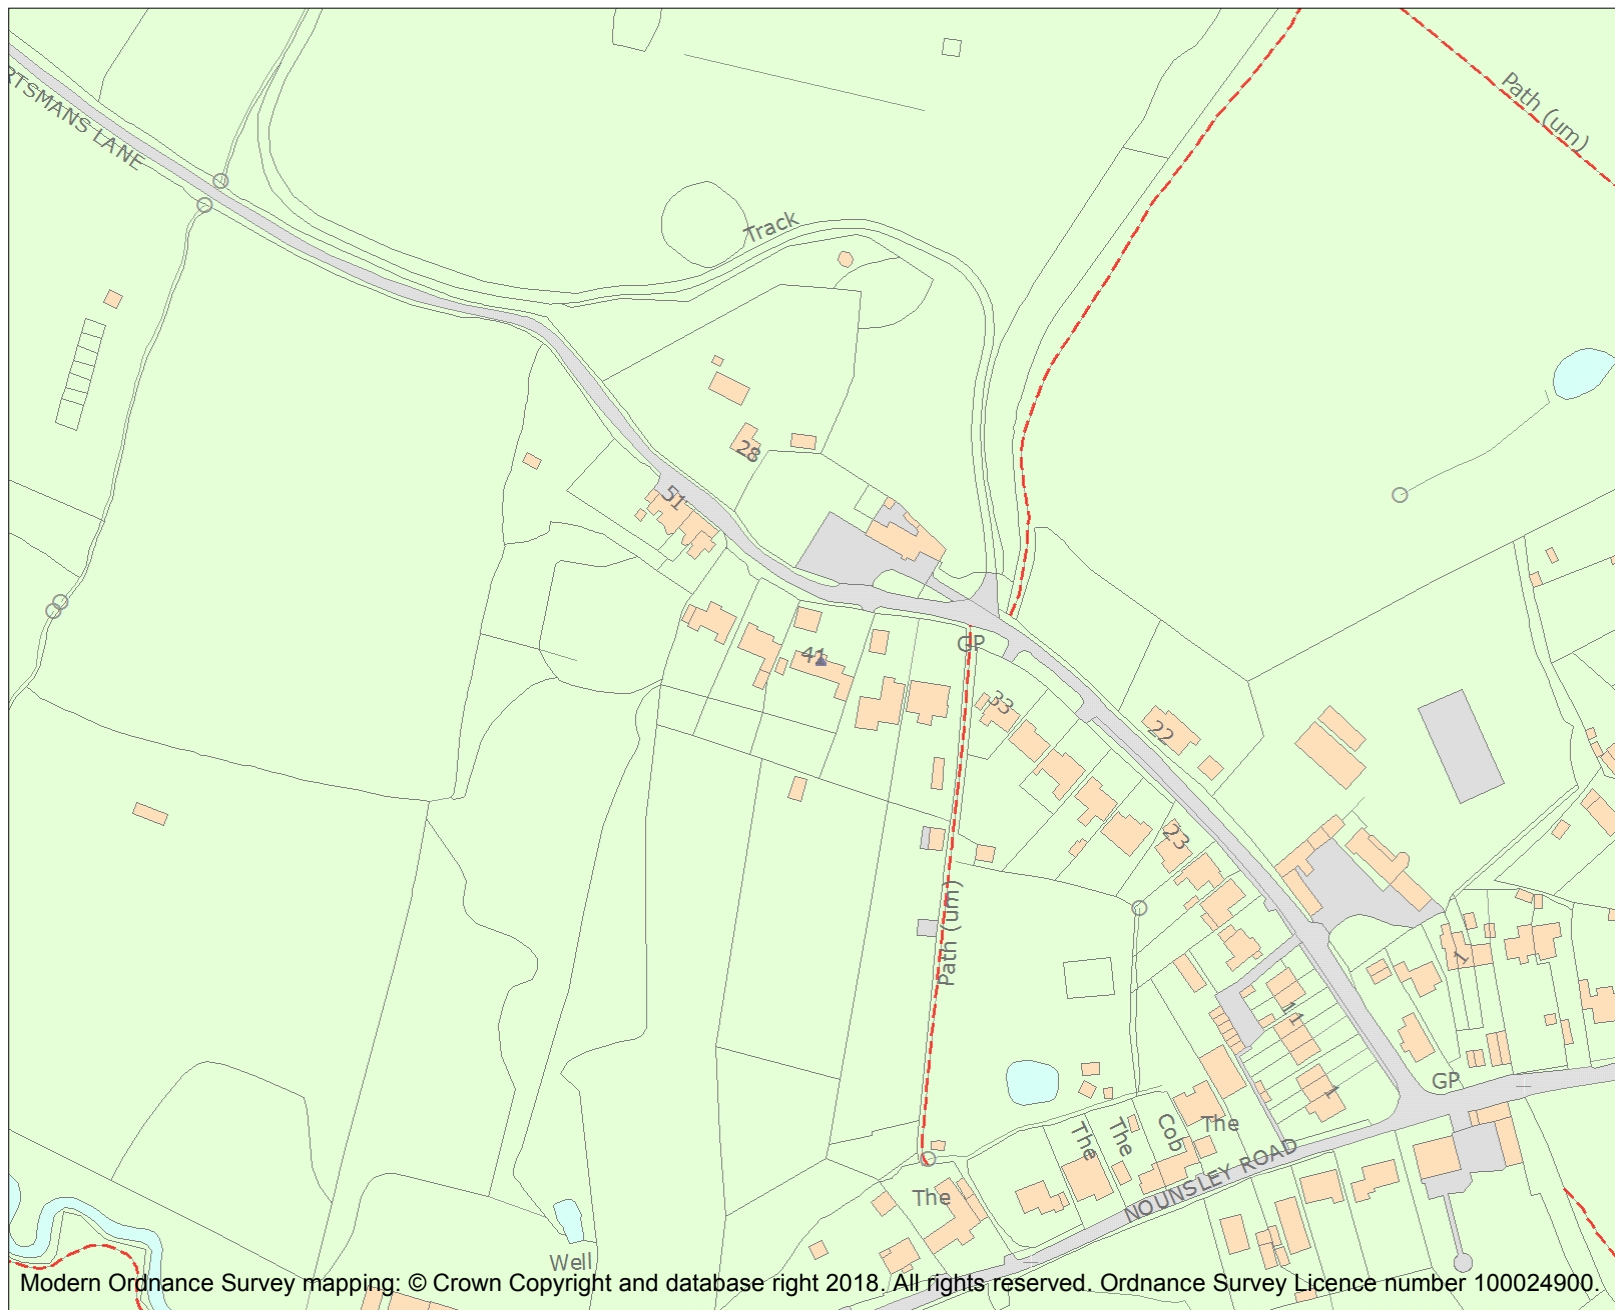 Path (um)
RTSMANS LANE
Track
28
51
GP
41
33
22
23
Path (um)
1
11
1
GP
The
The
Cob
The
NOUNSLEY ROAD
The
Well
Modern Ordnance Survey mapping: © Crown Copyright and database right 2018. All rights reserved. Ordnance Survey Licence number 100024900.